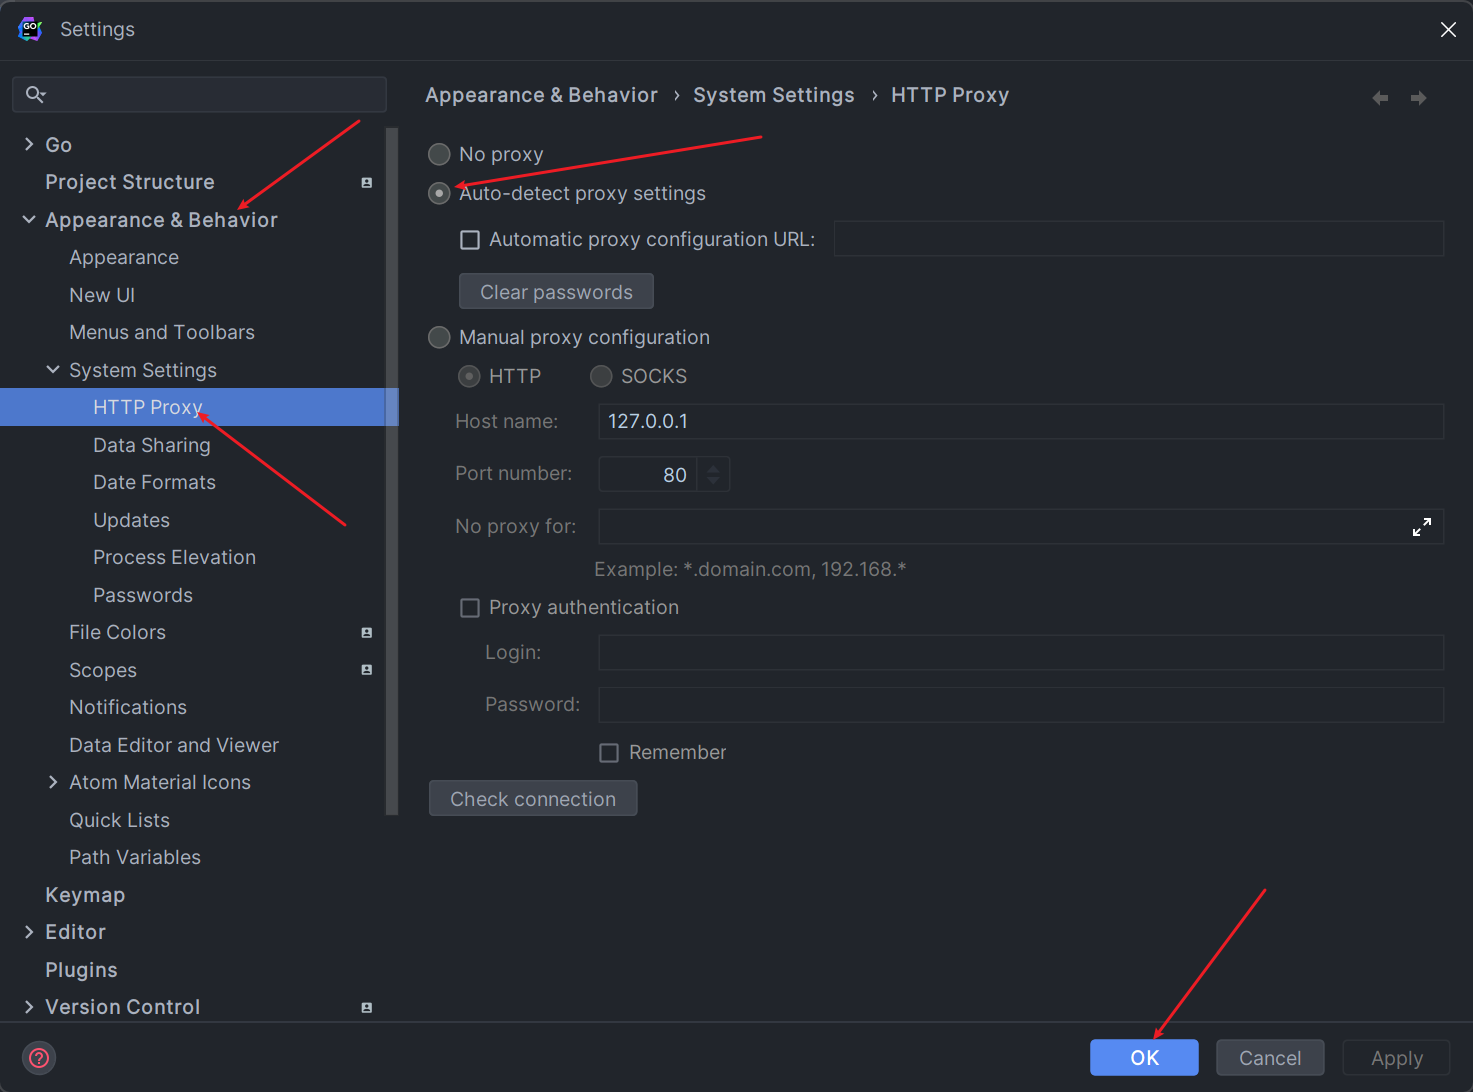 GO
Settings
Go
Project Structure
Appearance & Behavior
Appearance
New UI
Menus and Toolbars
System Settings
HTTP Proxy
Data Sharing
Date Formats
Updates
Process Elevation
Passwords
File Colors
Scopes
Notifications
Data Editor and Viewer
Atom Material Icons
Quick Lists
Path Variables
Keymap
Editor
Plugins
Version Control
Appearance & Behavior › System Settings › HTTP Proxy
No proxy
Auto-detect proxy settings
Automatic proxy configuration URL:
Clear passwords
Manual proxy configuration
HTTP SOCKS
Host name: 127.0.0.1
Port number: 80
No proxy for:
Example: *.domain.com, 192.168.*
Proxy authentication
Login:
Password:
Remember
Check connection
? OK Cancel Apply